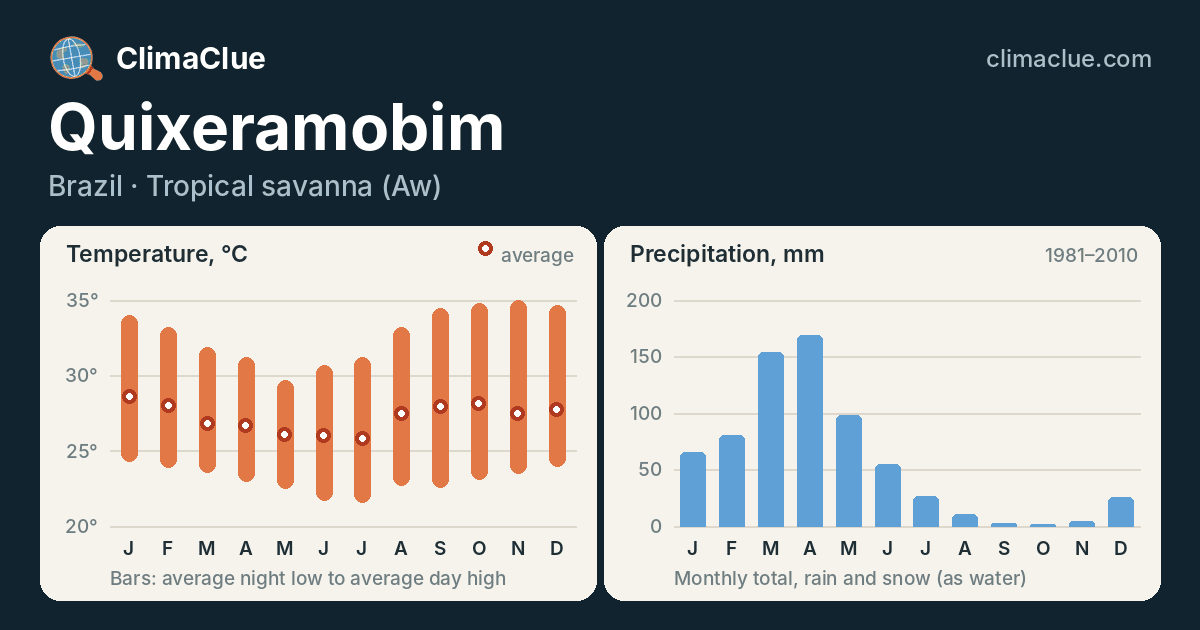 ClimaClue
climaclue.com
Quixeramobim
Brazil · Tropical savanna (Aw)
Temperature, °C
average
35°
30°
25°
20°
J F M A M J J A S O N D
Bars: average night low to average day high
Precipitation, mm
1981–2010
200
150
100
50
0
J F M A M J J A S O N D
Monthly total, rain and snow (as water)